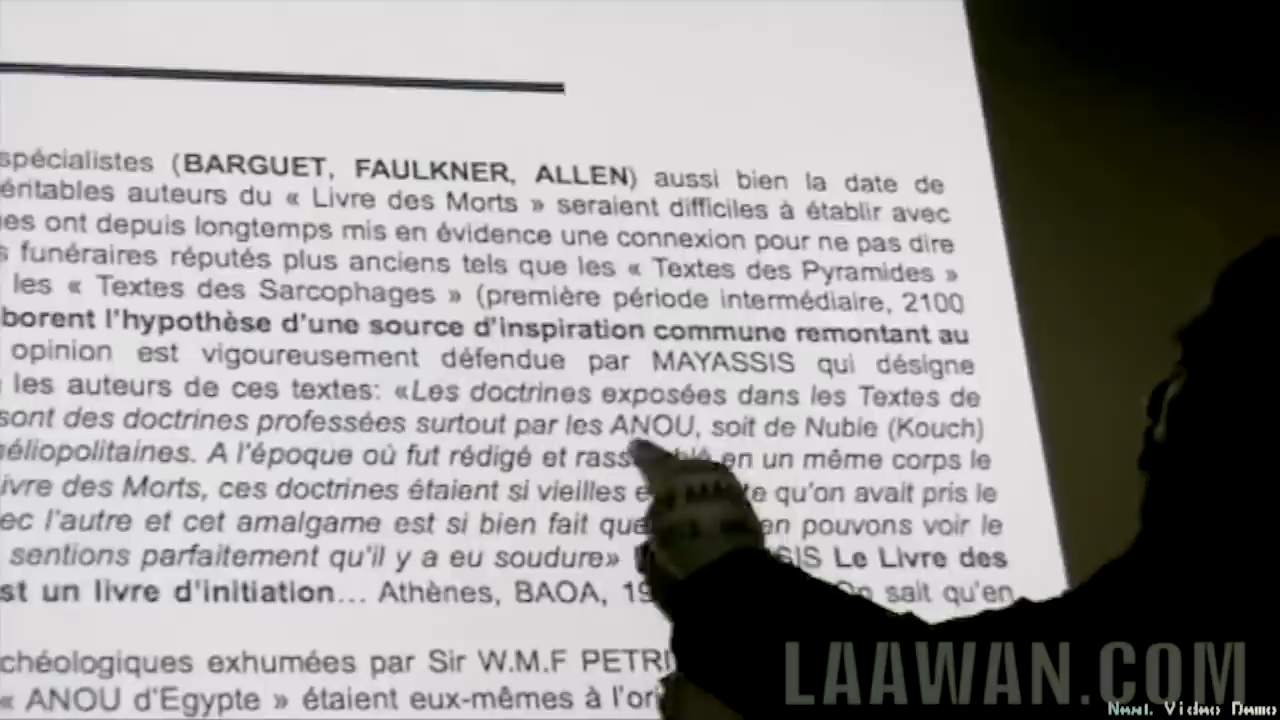 spécialistes (BARGUET, FAULKNER, ALLEN) aussi bien la date de
éritables auteurs du « Livre des Morts » seraient difficiles à établir avec
es ont depuis longtemps mis en évidence une connexion pour ne pas dire
s funéraires réputés plus anciens tels que les « Textes des Pyramides »
les « Textes des Sarcophages » (première période intermédiaire, 2100
borent l'hypothèse d'une source d'inspiration commune remontant au
opinion est vigoureusement défendue par MAYASSIS qui désigne
les auteurs de ces textes: «Les doctrines exposées dans les Textes de
sont des doctrines professées surtout par les ANOU, soit de Nubie (Kouch)
héliopolitaines. A l'époque où fut rédigé et en un même corps le
ivre des Morts, ces doctrines étaient si vieilles qu'on avait pris le
ec l'autre et cet amalgame est si bien fait que en pouvons voir le
sentions parfaitement qu'il y a eu soudure» SIS Le Livre des
st un livre d'initiation... Athènes, BAOA, 19 On sait qu'en
chéologiques exhumées par Sir W.M.F PETRI
« ANOU d'Egypte » étaient eux-mêmes à l'ori
LAAWAN.COM
Neat Video Demo